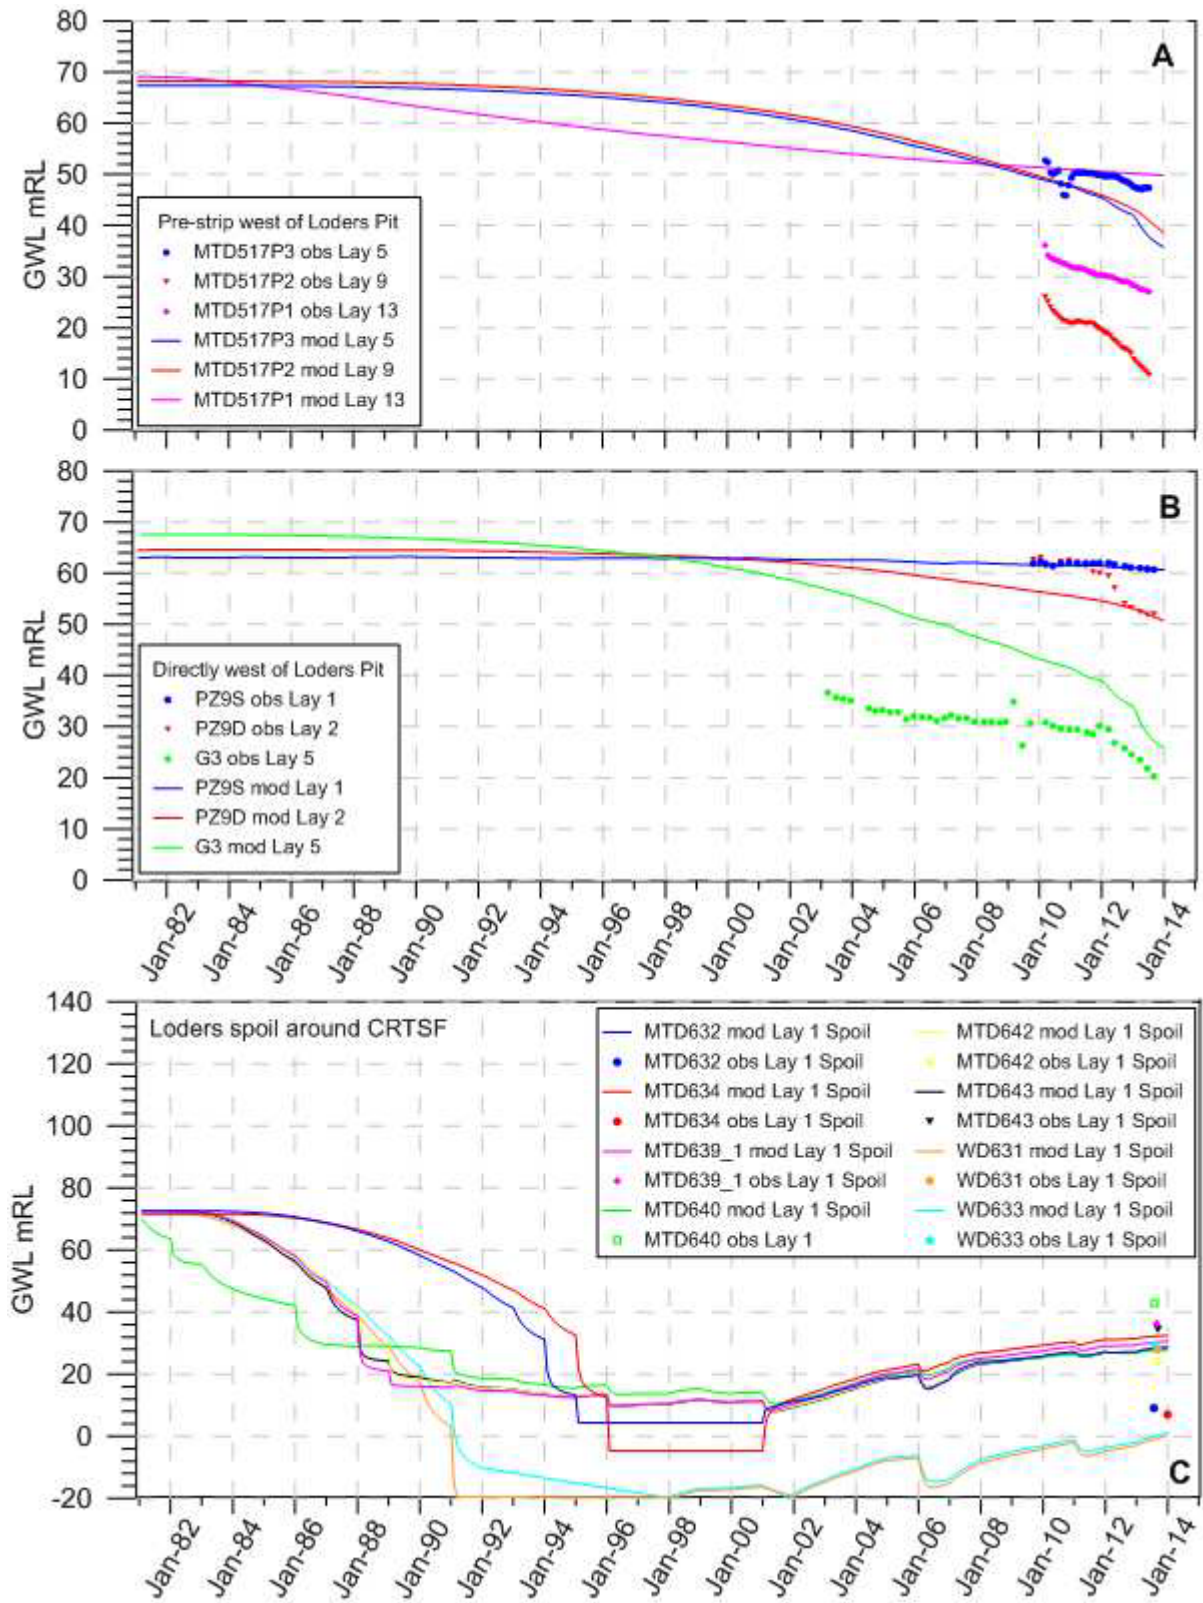 80
A
70
60
50
40
30
20
10
0
GWL mRL
Pre-strip west of Loders Pit
MTD517P3 obs Lay 5
MTD517P2 obs Lay 9
MTD517P1 obs Lay 13
MTD517P3 mod Lay 5
MTD517P2 mod Lay 9
MTD517P1 mod Lay 13
80
B
70
60
50
40
30
20
10
0
GWL mRL
Directly west of Loders Pit
PZ9S obs Lay 1
PZ9D obs Lay 2
G3 obs Lay 5
PZ9S mod Lay 1
PZ9D mod Lay 2
G3 mod Lay 5
Jan-82 Jan-84 Jan-86 Jan-88 Jan-90 Jan-92 Jan-94 Jan-96 Jan-98 Jan-00 Jan-02 Jan-04 Jan-06 Jan-08 Jan-10 Jan-12 Jan-14
140
120
100
80
60
40
20
0
-20
GWL mRL
Loders spoil around CRTSF
MTD632 mod Lay 1 Spoil
MTD632 obs Lay 1 Spoil
MTD634 mod Lay 1 Spoil
MTD634 obs Lay 1 Spoil
MTD639_1 mod Lay 1 Spoil
MTD639_1 obs Lay 1 Spoil
MTD640 mod Lay 1 Spoil
MTD640 obs Lay 1
MTD642 mod Lay 1 Spoil
MTD642 obs Lay 1 Spoil
MTD643 mod Lay 1 Spoil
MTD643 obs Lay 1 Spoil
WD631 mod Lay 1 Spoil
WD631 obs Lay 1 Spoil
WD633 mod Lay 1 Spoil
WD633 obs Lay 1 Spoil
C
Jan-82 Jan-84 Jan-86 Jan-88 Jan-90 Jan-92 Jan-94 Jan-96 Jan-98 Jan-00 Jan-02 Jan-04 Jan-06 Jan-08 Jan-10 Jan-12 Jan-14